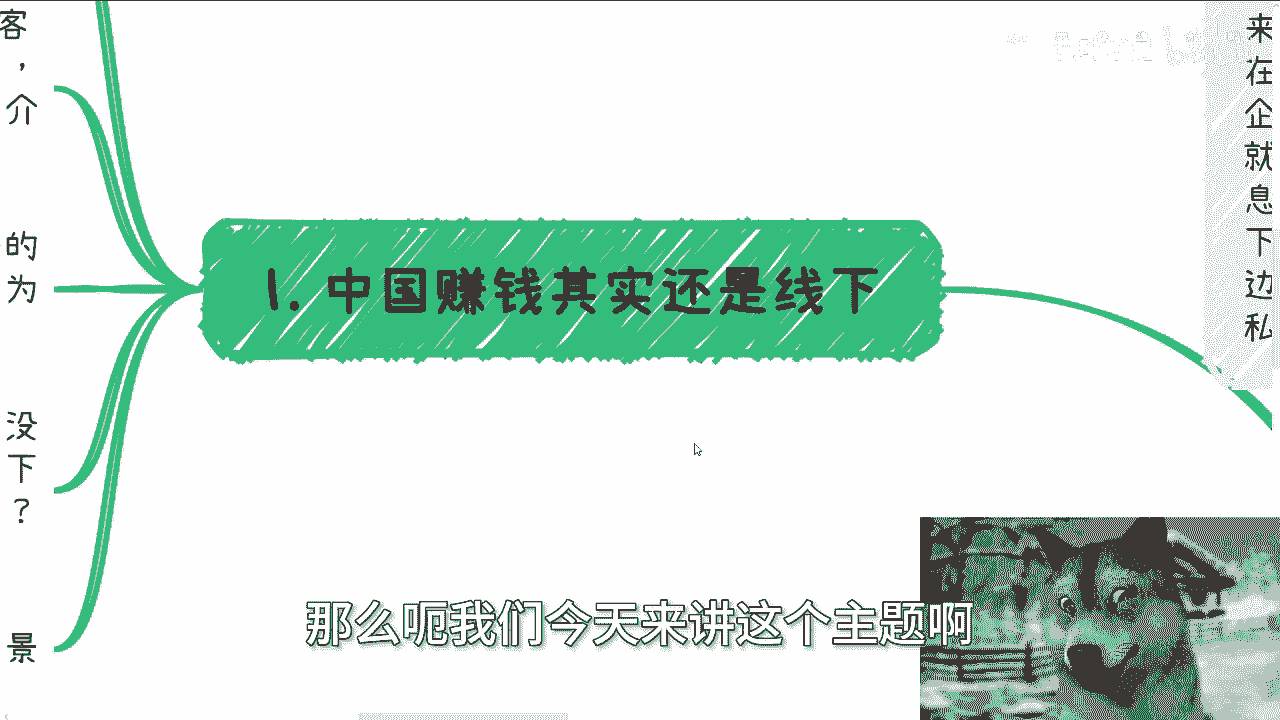 客
，
介
的
为
没
下
？
景
1. 中国赚钱其实还是线下
来
在
企
就
息
下
边
私
那么呃我们今天来讲这个主题啊